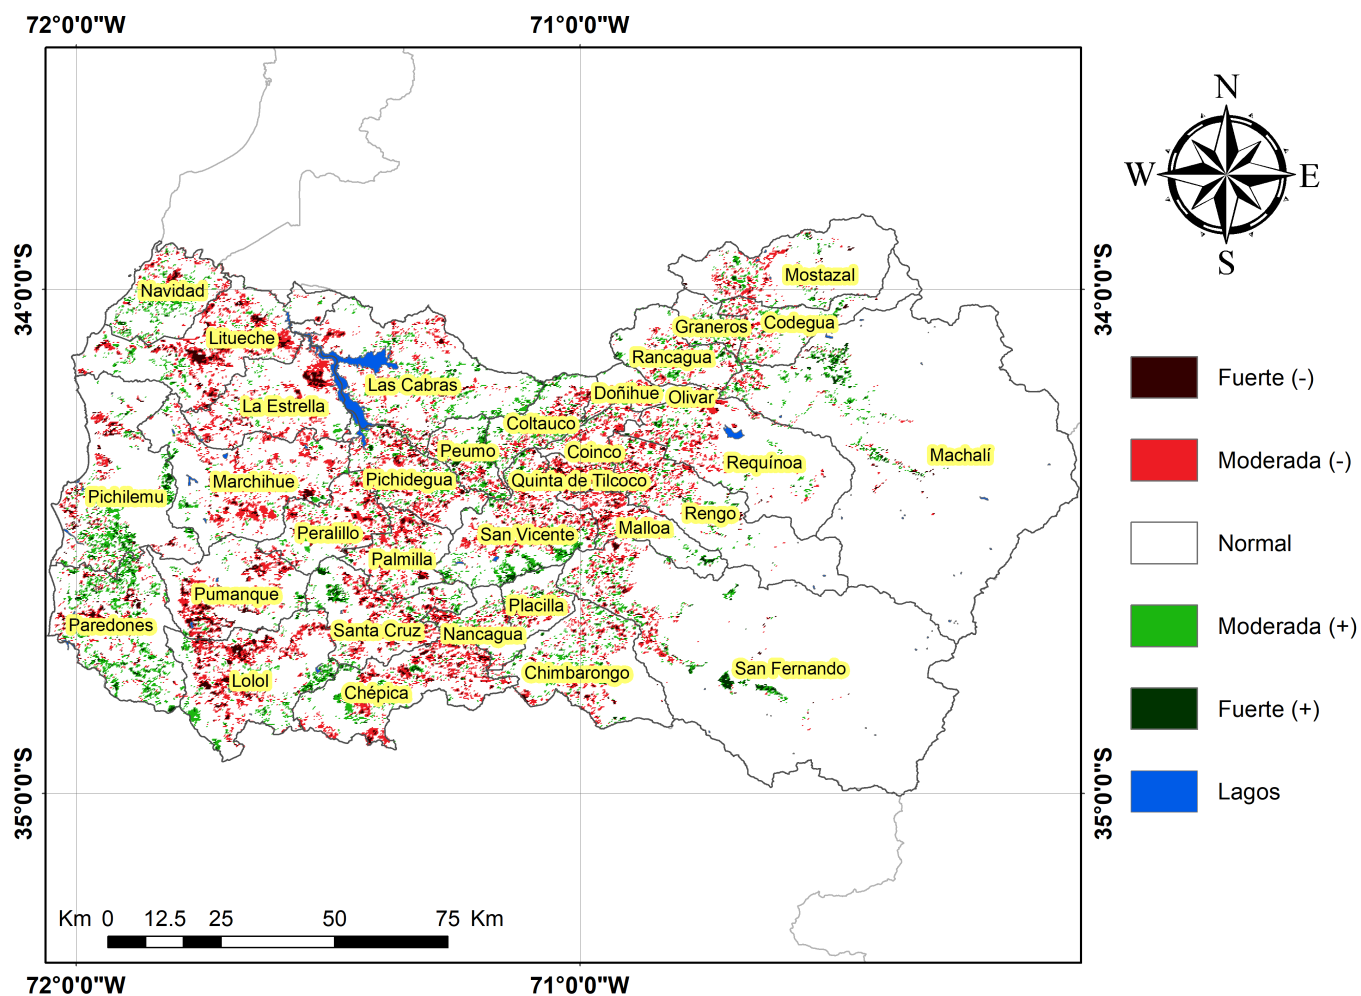 72°0'0"W 71°0'0"W
N
W E
S
34°0'0"S 34°0'0"S
Mostazal
Navidad
Graneros Codegua
Litueche
Rancagua
Las Cabras
Doñihue Olivar
La Estrella
Coltauco
Peumo Coinco
Requínoa Machalí
Marchihue Pichidegua Quinta de Tilcoco
Pichilemu
Rengo
Peralillo San Vicente Malloa
Palmilla
Pumanque
Placilla
Paredones Santa Cruz Nancagua
San Fernando
Lolol Chimbarongo
Chépica
35°0'0"S 35°0'0"S
Km 0 12.5 25 50 75 Km
72°0'0"W 71°0'0"W
Fuerte (-)
Moderada (-)
Normal
Moderada (+)
Fuerte (+)
Lagos